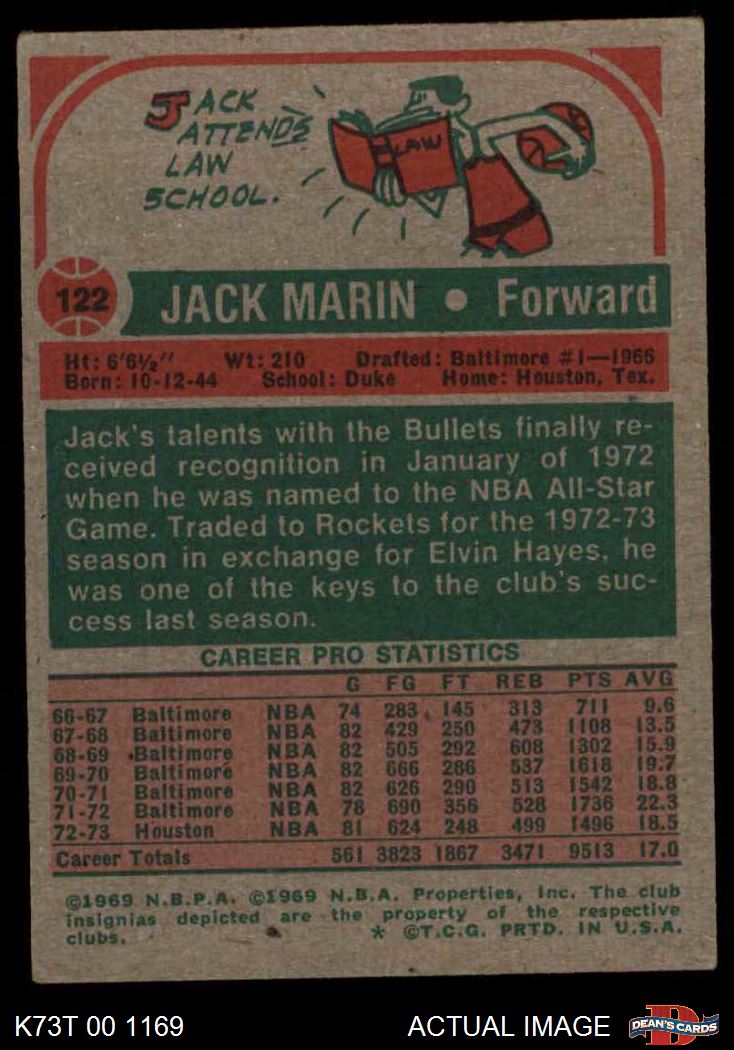 JACK
ATTENDS
LAW
SCHOOL.
LAW
122
JACK MARIN • Forward
Ht: 6'6½" Wt: 210 Drafted: Baltimore #1—1966
Born: 10-12-44 School: Duke Home: Houston, Tex.
Jack's talents with the Bullets finally re-
ceived recognition in January of 1972
when he was named to the NBA All-Star
Game. Traded to Rockets for the 1972-73
season in exchange for Elvin Hayes, he
was one of the keys to the club's suc-
cess last season.
CAREER PRO STATISTICS
G FG FT REB PTS AVG
66-67 Baltimore NBA 74 283 145 313 711 9.6
67-68 Baltimore NBA 82 429 250 473 1108 13.5
68-69 Baltimore NBA 82 505 292 608 1302 15.9
69-70 Baltimore NBA 82 666 286 537 1618 19.7
70-71 Baltimore NBA 82 626 290 513 1542 18.8
71-72 Baltimore NBA 78 690 356 528 1736 22.3
72-73 Houston NBA 81 624 248 499 1496 18.5
Career Totals 561 3823 1867 3471 9513 17.0
©1969 N.B.P.A. ©1969 N.B.A. Properties, Inc. The club
insignias depicted are the property of the respective
clubs. * ©T.C.G. PRTD. IN U.S.A.
K73T 00 1169 ACTUAL IMAGE DEAN'S CARDS